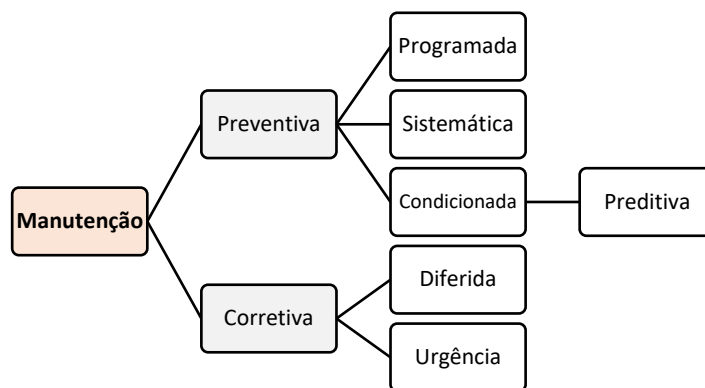 Manutenção
Preventiva
Programada
Sistemática
Condicionada
Preditiva
Corretiva
Diferida
Urgência